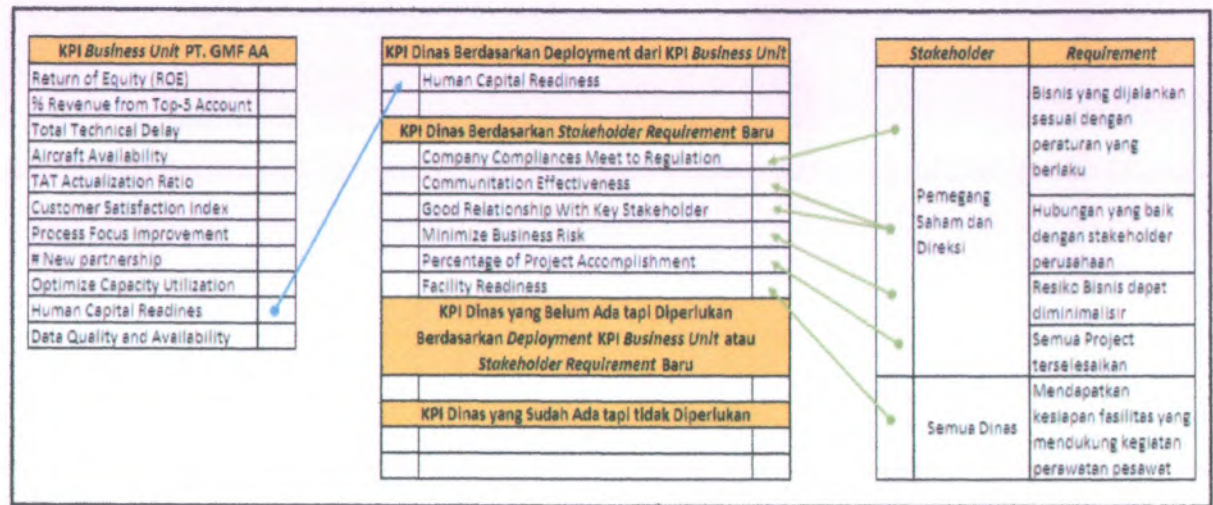 KPI Business Unit PT. GMF AA
Return of Equity (ROE)
% Revenue from Top-5 Account
Total Technical Delay
Aircraft Availability
TAT Actualization Ratio
Customer Satisfaction Index
Process Focus Improvement
# New partnership
Optimize Capacity Utilization
Human Capital Readines
Data Quality and Availability
KPI Dinas Berdasarkan Deployment dari KPI Business Unit
Human Capital Readiness
KPI Dinas Berdasarkan Stakeholder Requirement Baru
Company Compliances Meet to Regulation
Communitation Effectiveness
Good Relationship With Key Stakeholder
Minimize Business Risk
Percentage of Project Accomplishment
Facility Readiness
KPI Dinas yang Belum Ada tapi Diperlukan
Berdasarkan Deployment KPI Business Unit atau
Stakeholder Requirement Baru
KPI Dinas yang Sudah Ada tapi tidak Diperlukan
Stakeholder
Requirement
Pemegang
Saham dan
Direksi
Bisnis yang dijalankan
sesuai dengan
peraturan yang
berlaku
Hubungan yang baik
dengan stakeholder
perusahaan
Resiko Bisnis dapat
diminimalisir
Semua Project
terselesaikan
Semua Dinas
Mendapatkan
kesiapan fasilitas yang
mendukung kegiatan
perawatan pesawat